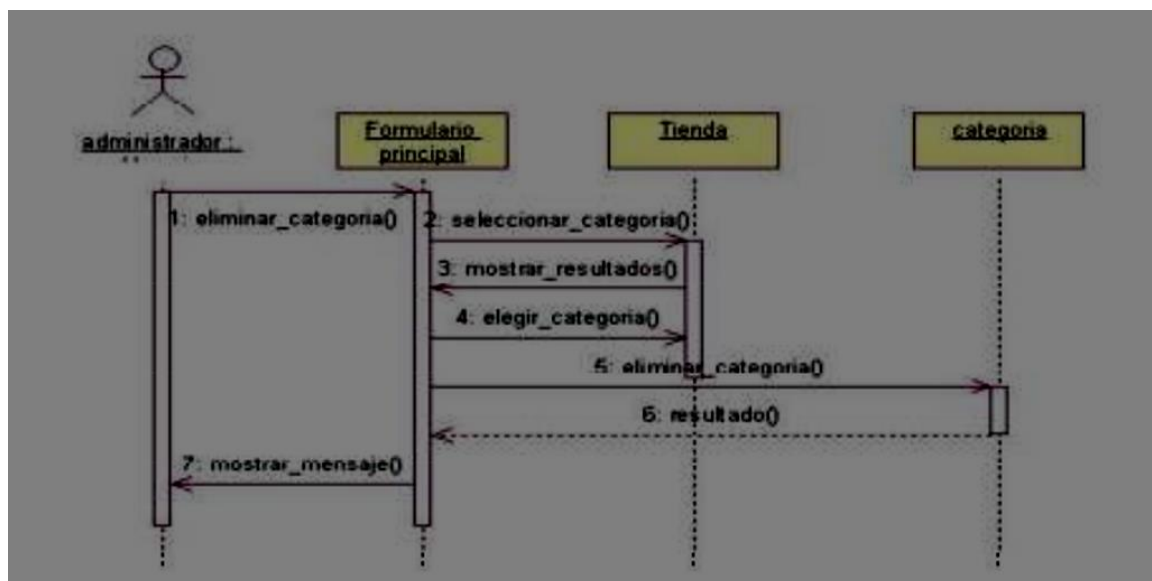 administrador :
Formulario
principal
Tienda
categoria
1: eliminar_categoria()
2: seleccionar_categoria()
3: mostrar_resultados()
4: elegir_categoria()
5: eliminar_categoria()
6: resultado()
7: mostrar_mensaje()